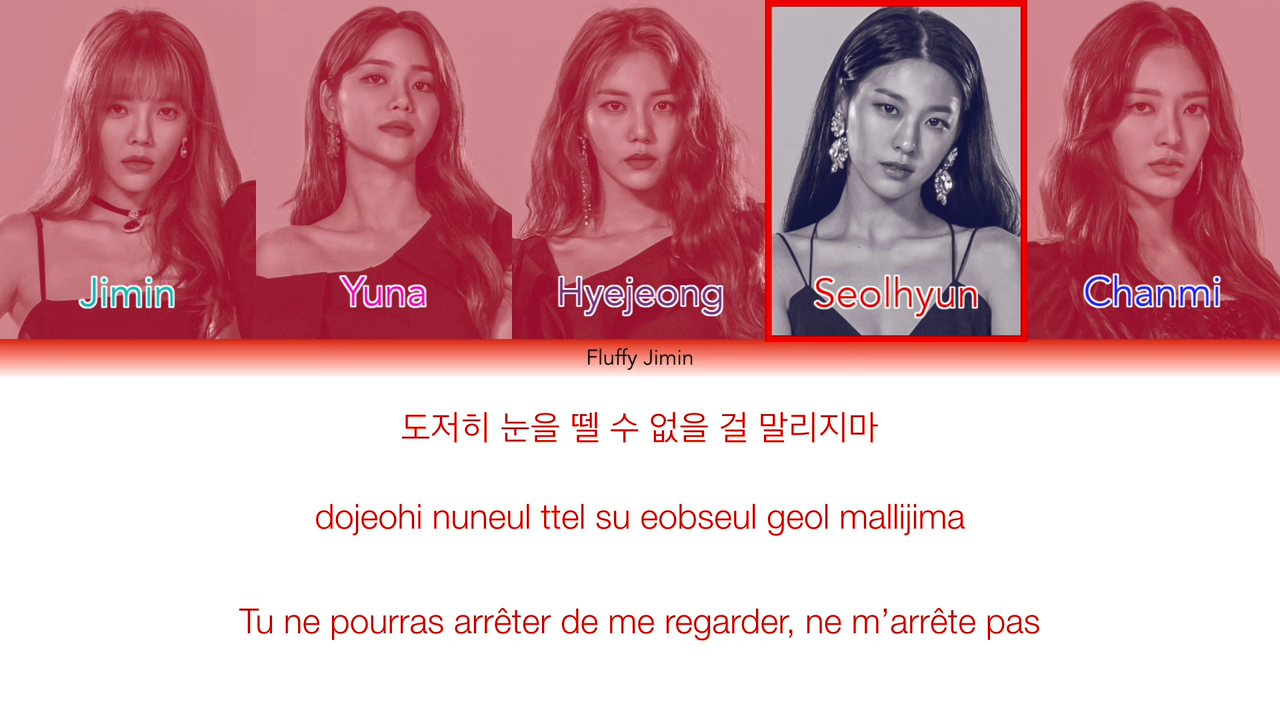 Jimin
Yuna
Hyejeong
Seolhyun
Chanmi
Fluffy Jimin
도저히 눈을 뗄 수 없을 걸 말리지마
dojeohi nuneul ttel su eobseul geol mallijima
Tu ne pourras arrêter de me regarder, ne m’arrête pas